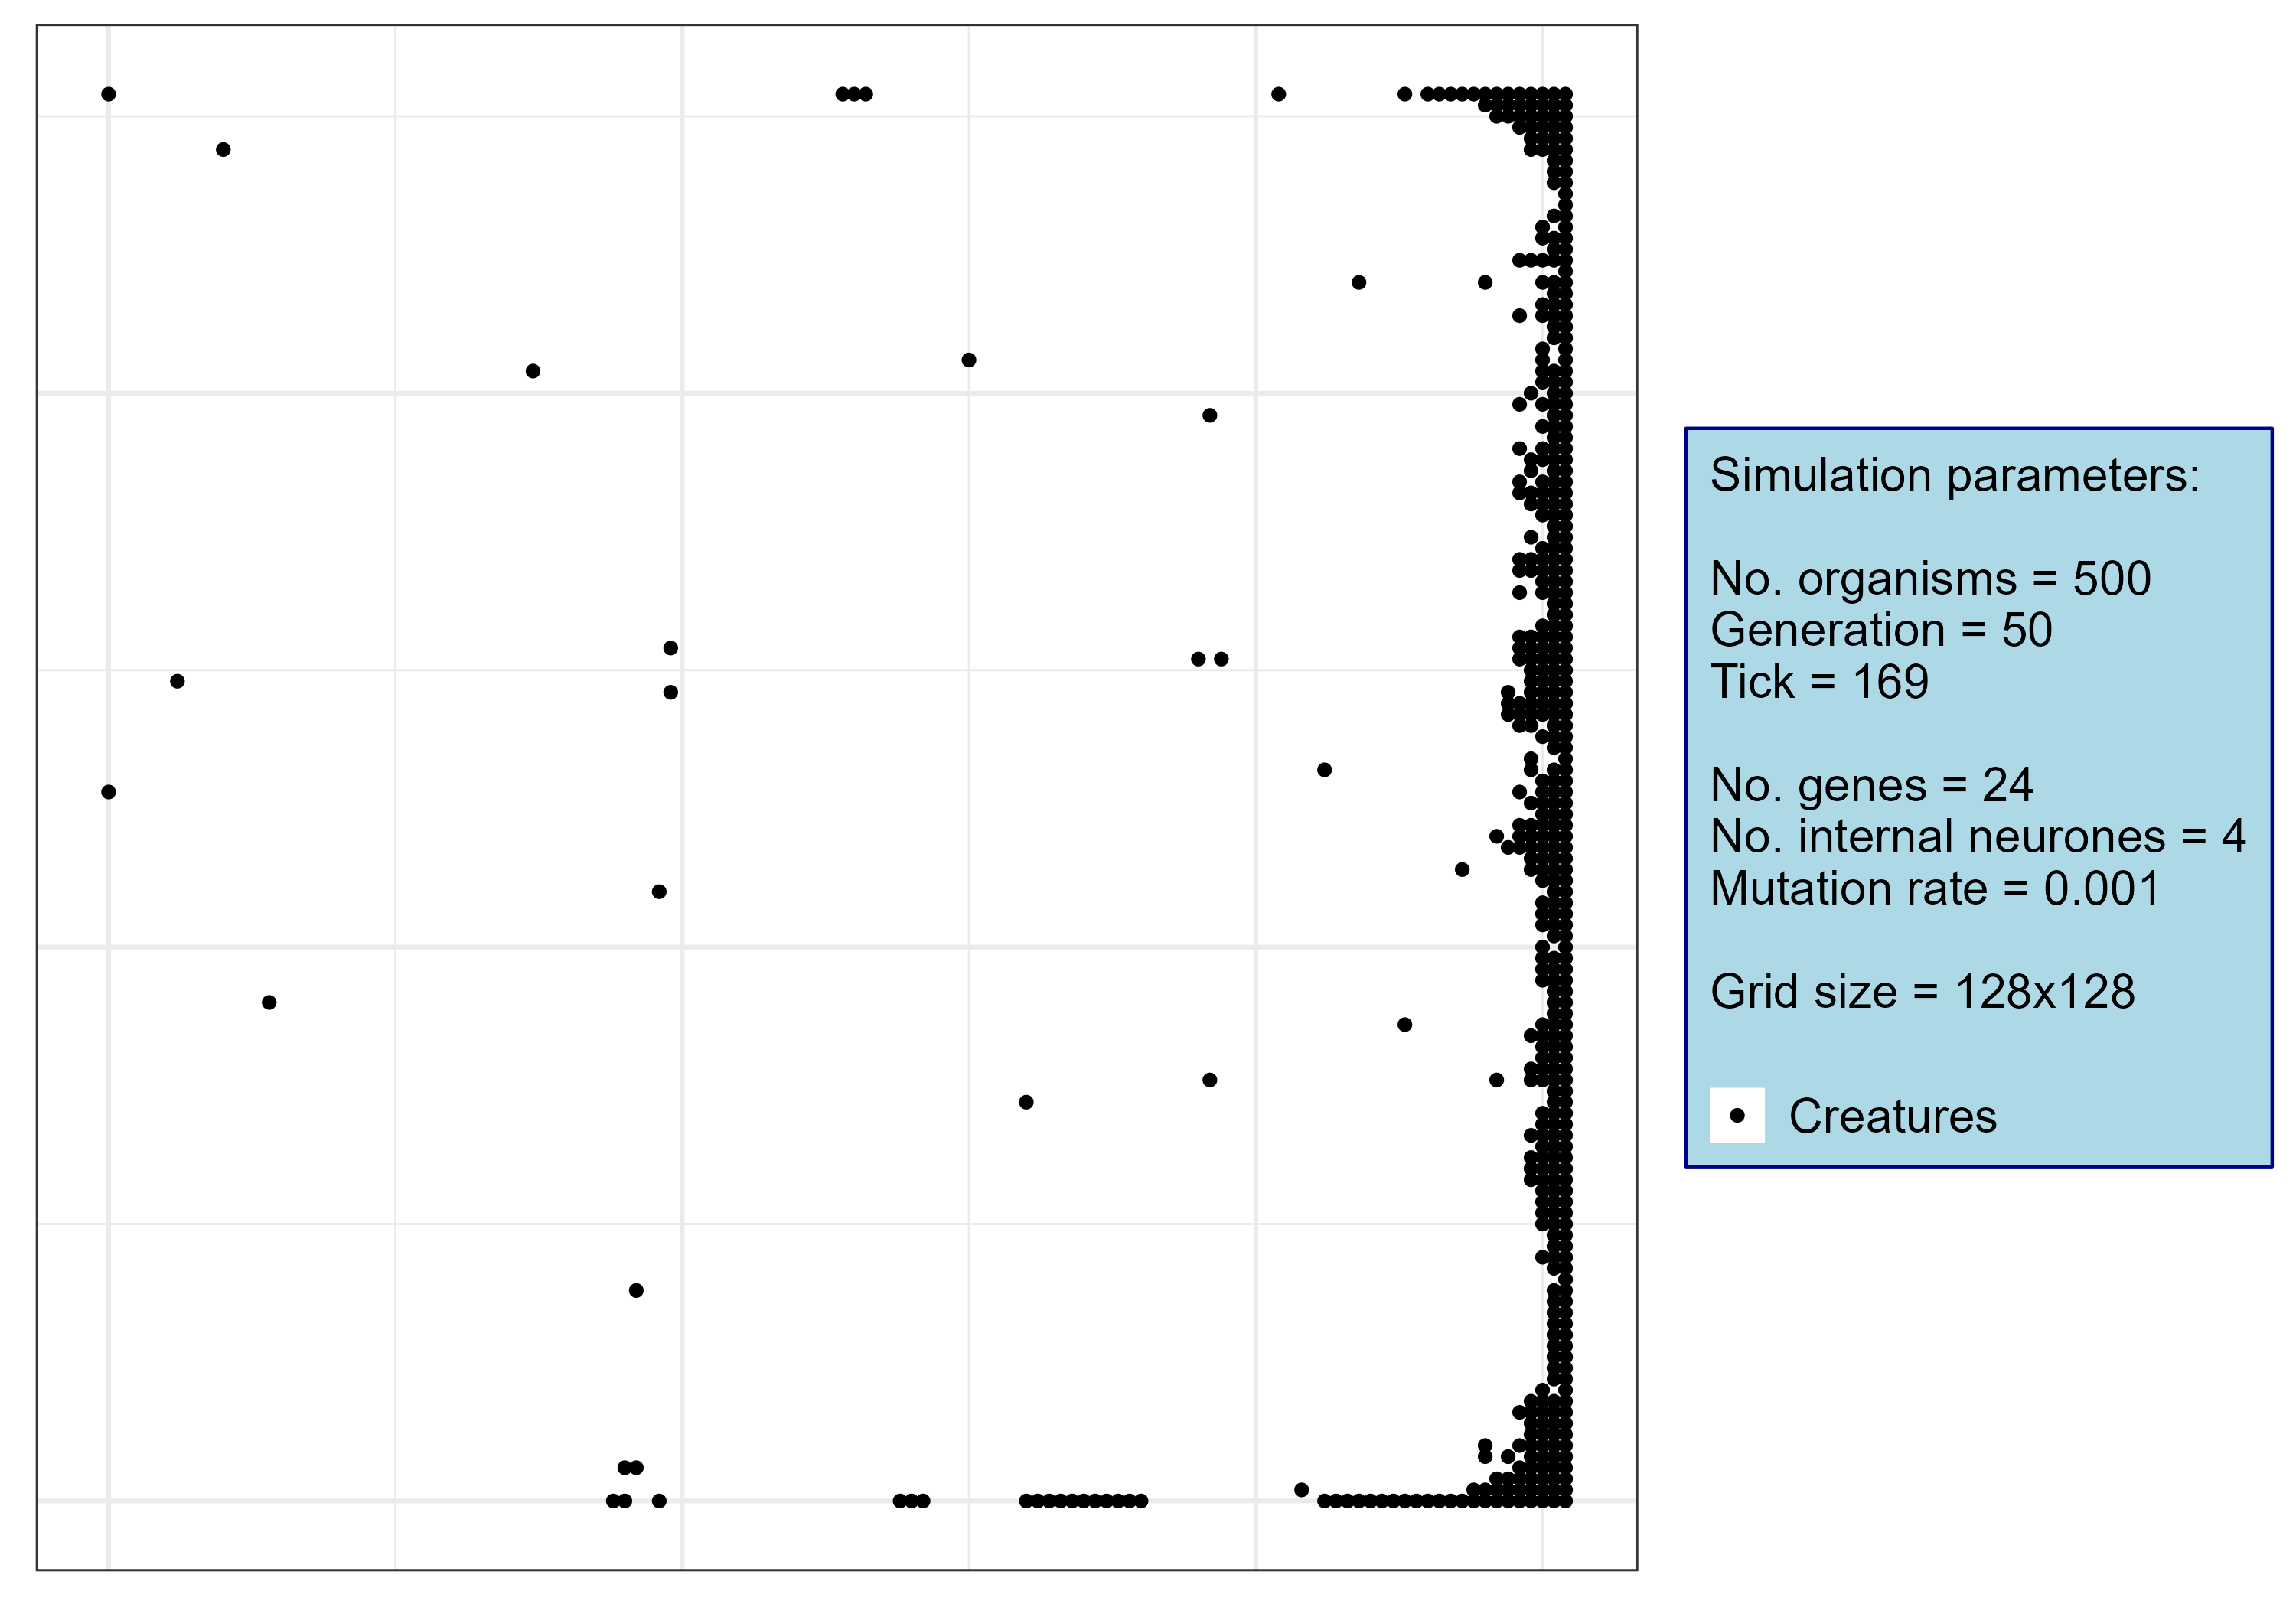 Simulation parameters:
No. organisms = 500
Generation = 50
Tick = 169
No. genes = 24
No. internal neurones = 4
Mutation rate = 0.001
Grid size = 128x128
Creatures